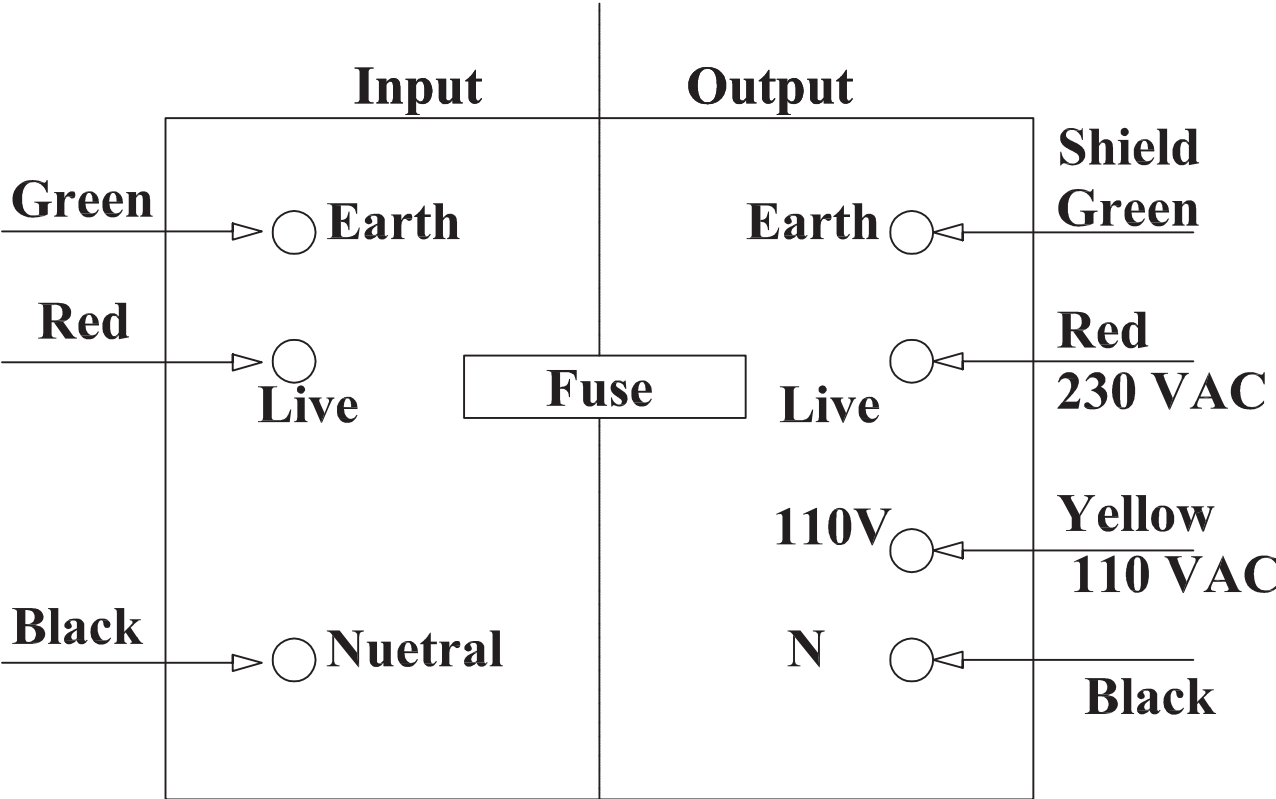 Input
Output
Shield
Green
Green
Earth
Earth
Red
Live
Fuse
Live
Red
230 VAC
110V
Yellow
110 VAC
Black
Nuetral
N
Black